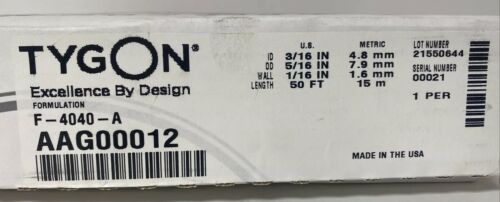 TYGON®
Excellence By Design
FORMULATION
F-4040-A
AAG00012
U.S. METRIC
ID 3/16 IN 4.8 mm
OD 5/16 IN 7.9 mm
WALL 1/16 IN 1.6 mm
LENGTH 50 FT 15 m
LOT NUMBER
21550644
SERIAL NUMBER
00021
1 PER
MADE IN THE USA